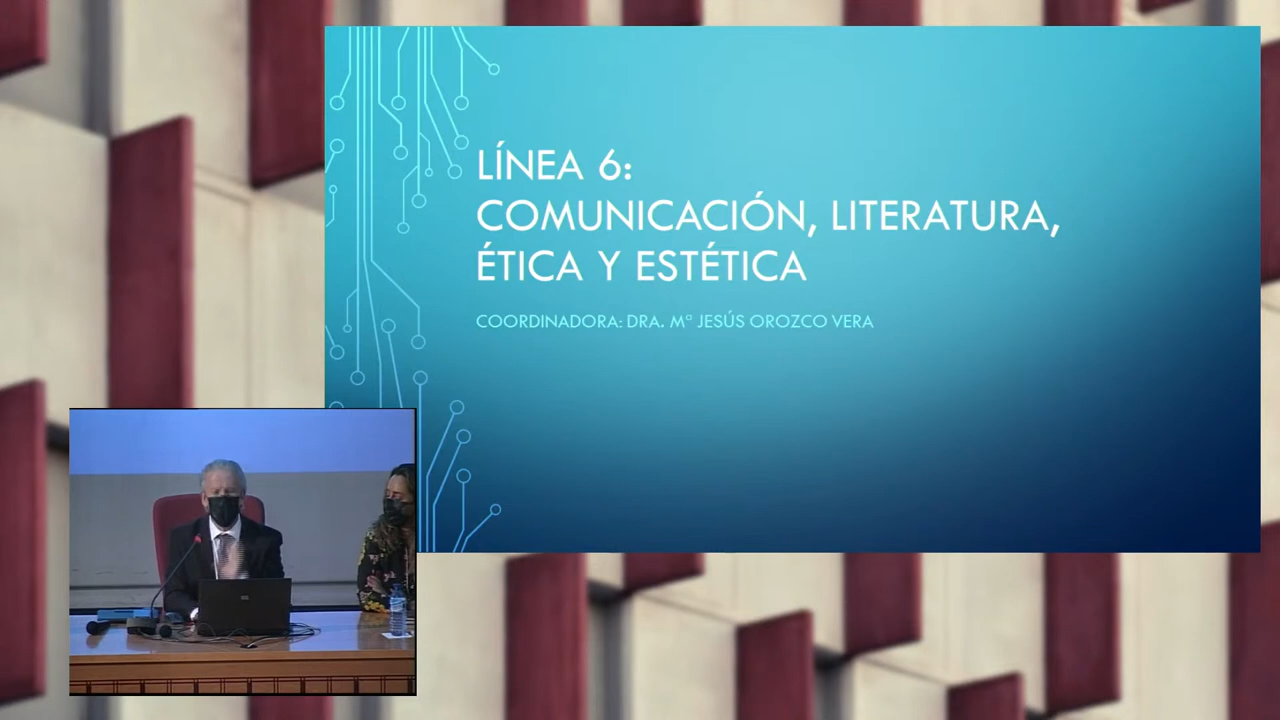 LÍNEA 6:
COMUNICACIÓN, LITERATURA,
ÉTICA Y ESTÉTICA
COORDINADORA: DRA. Mª JESÚS OROZCO VERA